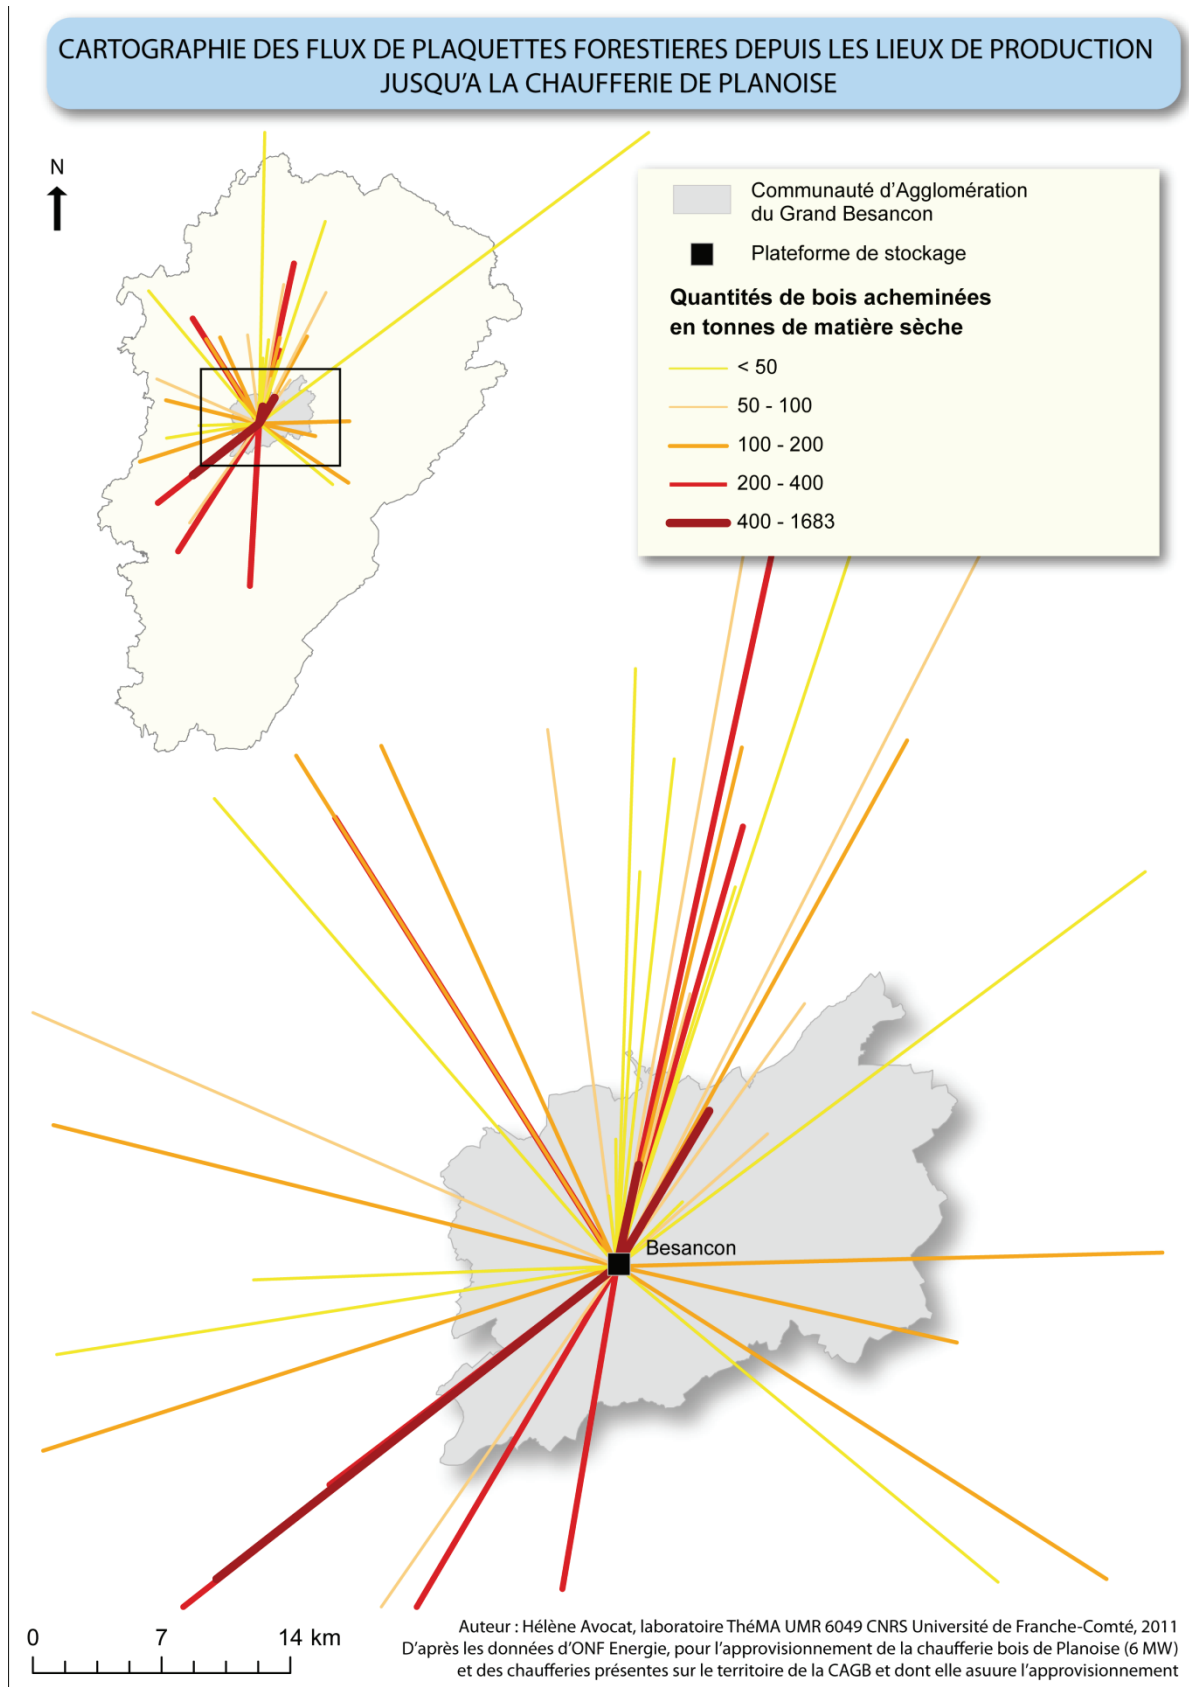 CARTOGRAPHIE DES FLUX DE PLAQUETTES FORESTIERES DEPUIS LES LIEUX DE PRODUCTION
JUSQU'A LA CHAUFFERIE DE PLANOISE
N
Communauté d'Agglomération
du Grand Besancon
Plateforme de stockage
Quantités de bois acheminées
en tonnes de matière sèche
< 50
50 - 100
100 - 200
200 - 400
400 - 1683
Besancon
0 7 14 km
Auteur : Hélène Avocat, laboratoire ThéMA UMR 6049 CNRS Université de Franche-Comté, 2011
D'après les données d'ONF Energie, pour l'approvisionnement de la chaufferie bois de Planoise (6 MW)
et des chaufferies présentes sur le territoire de la CAGB et dont elle asuure l'approvisionnement